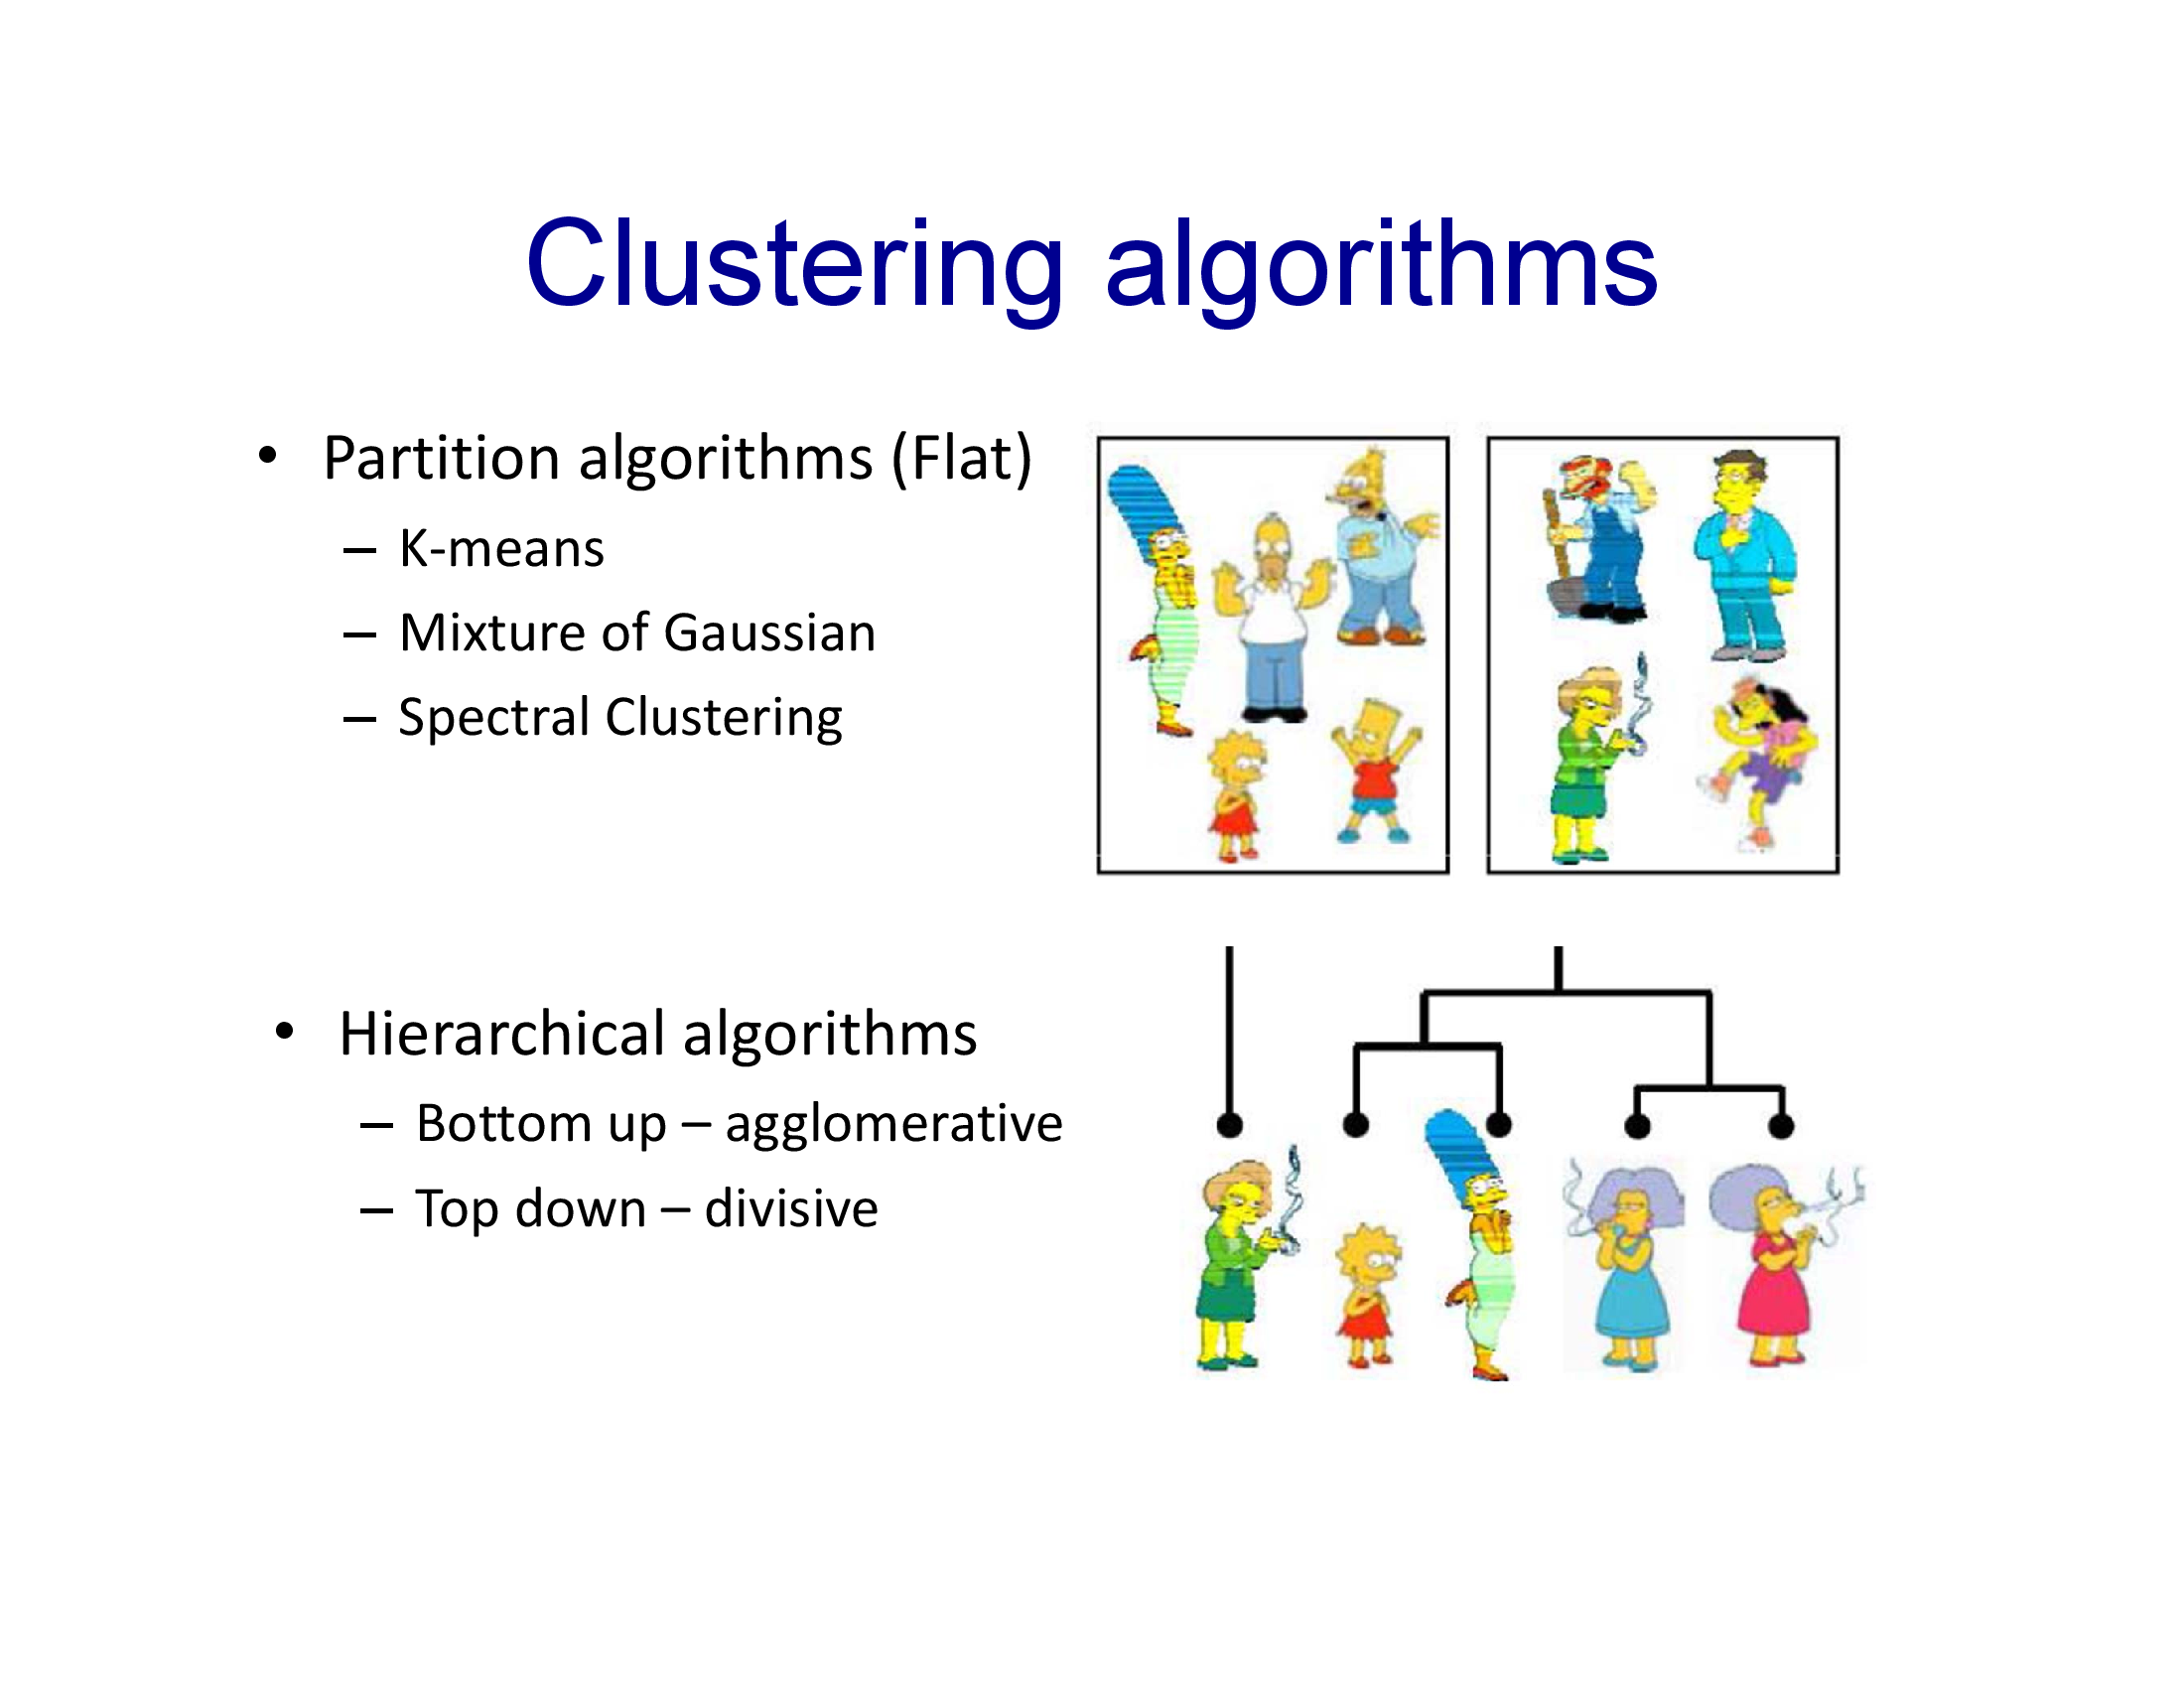 Clustering algorithms
• Partition algorithms (Flat)
– K-means
– Mixture of Gaussian
– Spectral Clustering
• Hierarchical algorithms
– Bottom up – agglomerative
– Top down – divisive